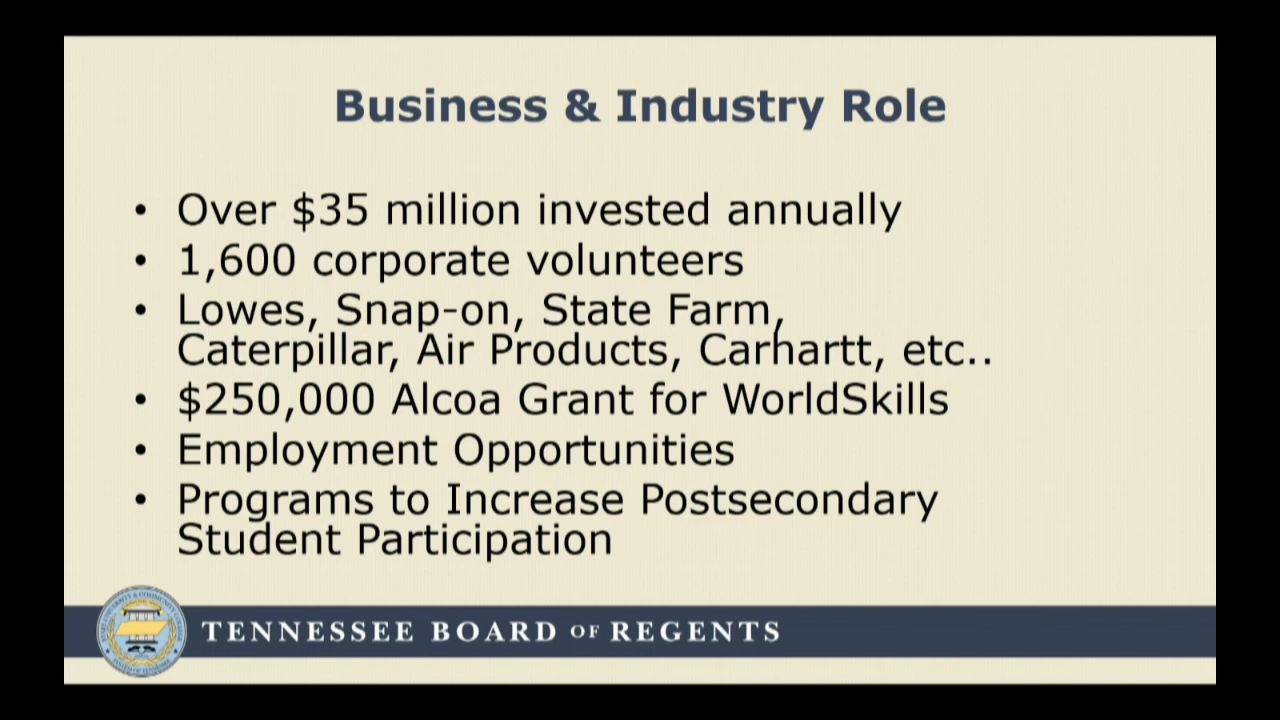 Business & Industry Role
• Over $35 million invested annually
• 1,600 corporate volunteers
• Lowes, Snap-on, State Farm,
Caterpillar, Air Products, Carhartt, etc..
• $250,000 Alcoa Grant for WorldSkills
• Employment Opportunities
• Programs to Increase Postsecondary
Student Participation
TENNESSEE BOARD OF REGENTS